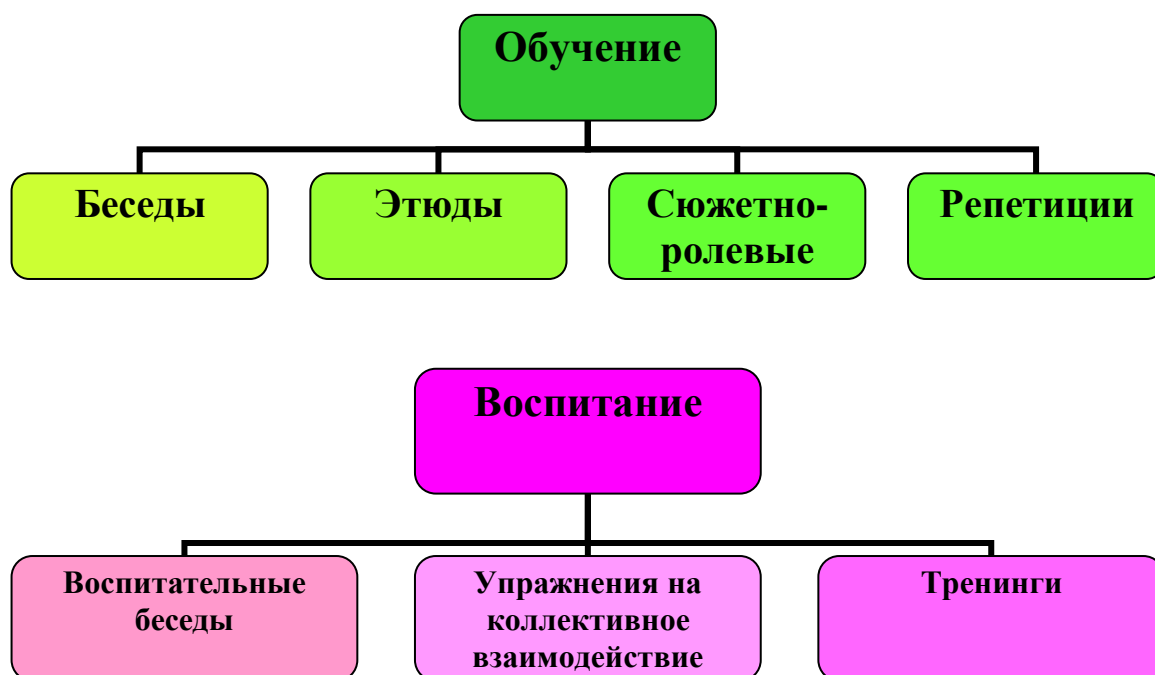 Обучение
Беседы
Этюды
Сюжетно-
ролевые
Репетиции
Воспитание
Воспитательные
беседы
Упражнения на
коллективное
взаимодействие
Тренинги